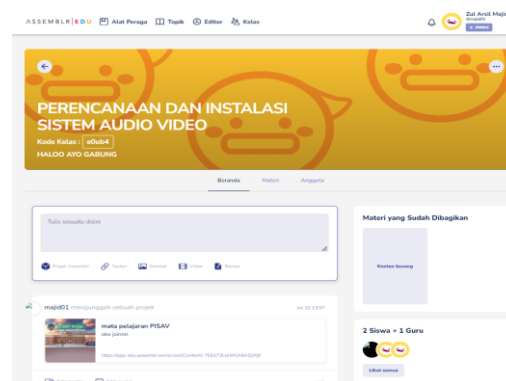 ASSEMBLR|EDU Alat Peraga Topik Editor Kelas
Zul Arsil Maji
PERENCANAAN DAN INSTALASI
SISTEM AUDIO VIDEO
Kode Kelas : e0ub4
HALOO AYO GABUNG
Beranda Materi Anggota
Tulis sesuatu disini
Projek Assemblr Tautan Gambar Video Berkas
Materi yang Sudah Dibagikan
Konten kosong
majid01 mengunggah sebuah projek
mata pelajaran PISAV
2 Siswa + 1 Guru
Lihat semua